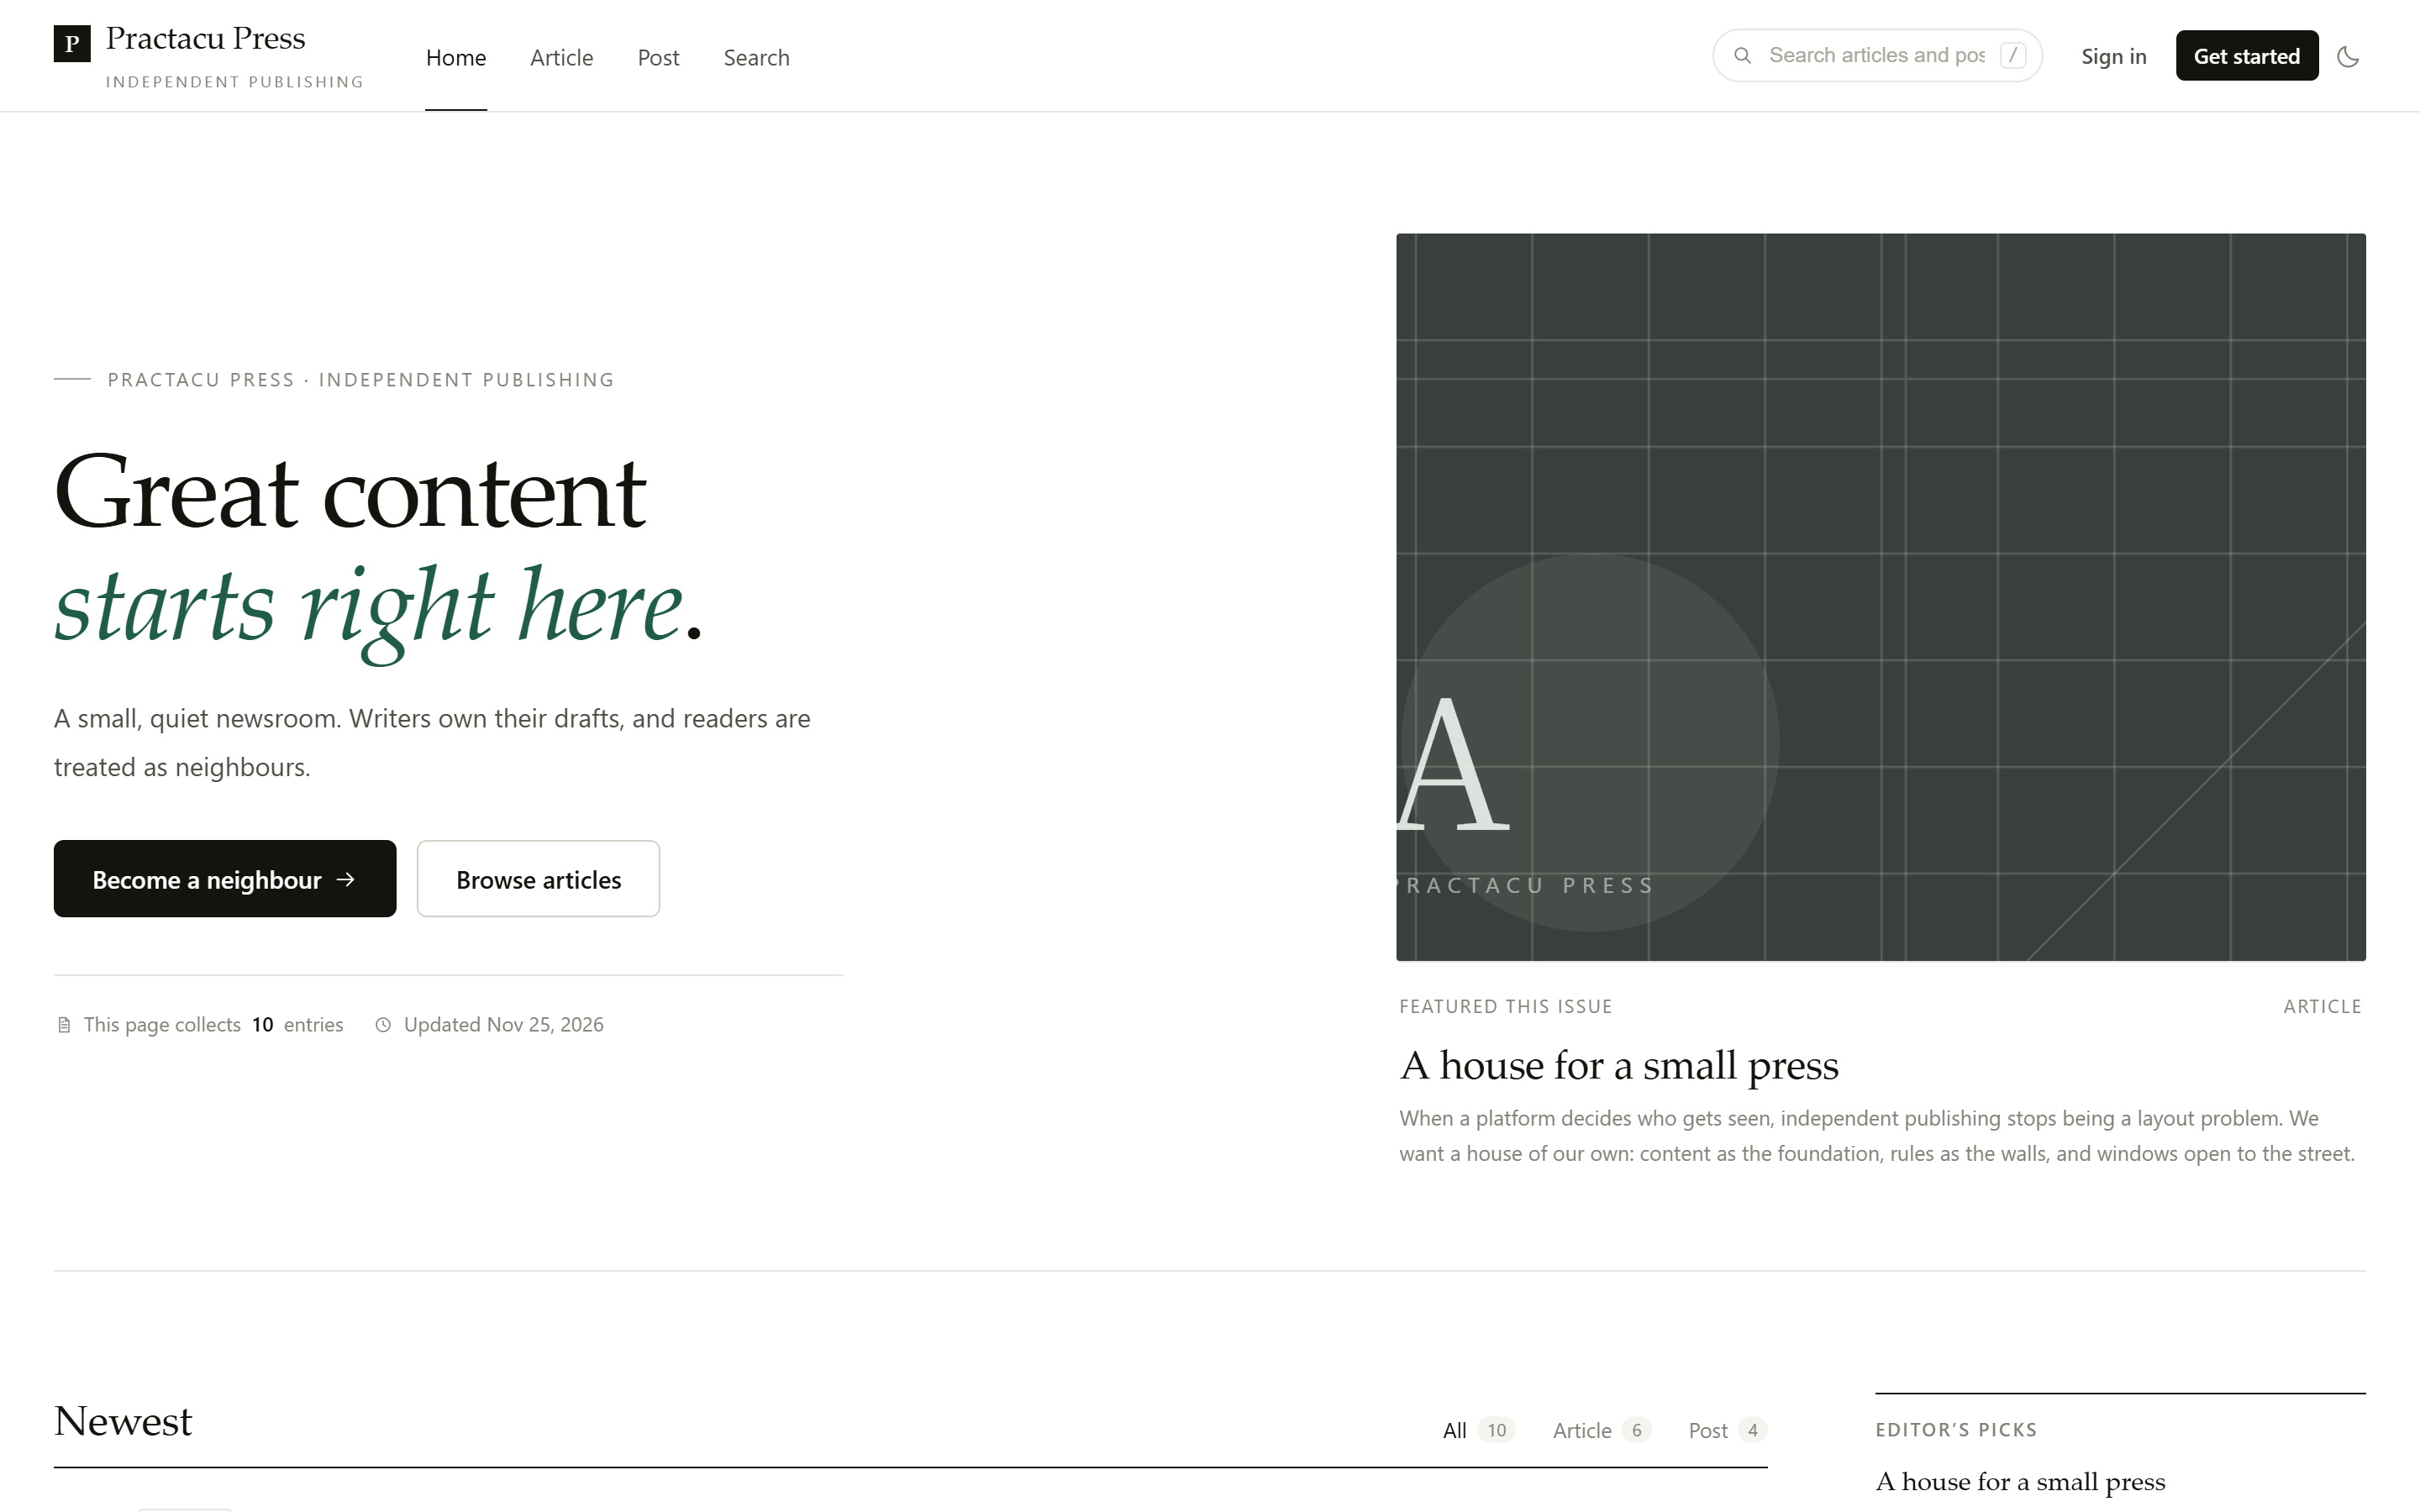 P Practacu Press
INDEPENDENT PUBLISHING
Home Article Post Search
Search articles and pos /
Sign in
Get started
PRACTACU PRESS · INDEPENDENT PUBLISHING
Great content
starts right here.
A small, quiet newsroom. Writers own their drafts, and readers are
treated as neighbours.
Become a neighbour →
Browse articles
This page collects 10 entries
Updated Nov 25, 2026
A
PRACTACU PRESS
FEATURED THIS ISSUE
ARTICLE
A house for a small press
When a platform decides who gets seen, independent publishing stops being a layout problem. We
want a house of our own: content as the foundation, rules as the walls, and windows open to the street.
Newest
All 10 Article 6 Post 4
EDITOR’S PICKS
A house for a small press